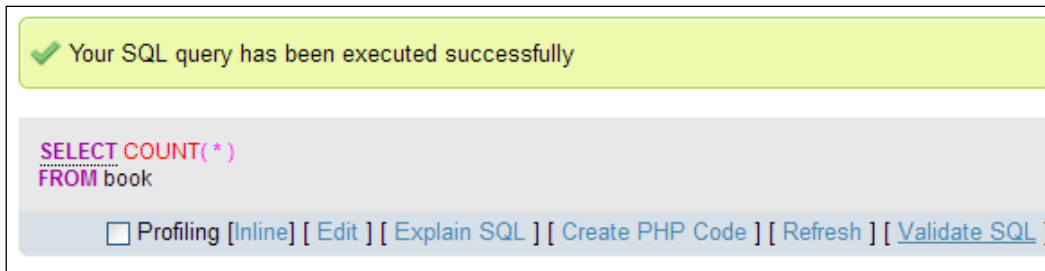 Your SQL query has been executed successfully
SELECT COUNT( * )
FROM book
Profiling [Inline] [ Edit ] [ Explain SQL ] [ Create PHP Code ] [ Refresh ] [ Validate SQL ]